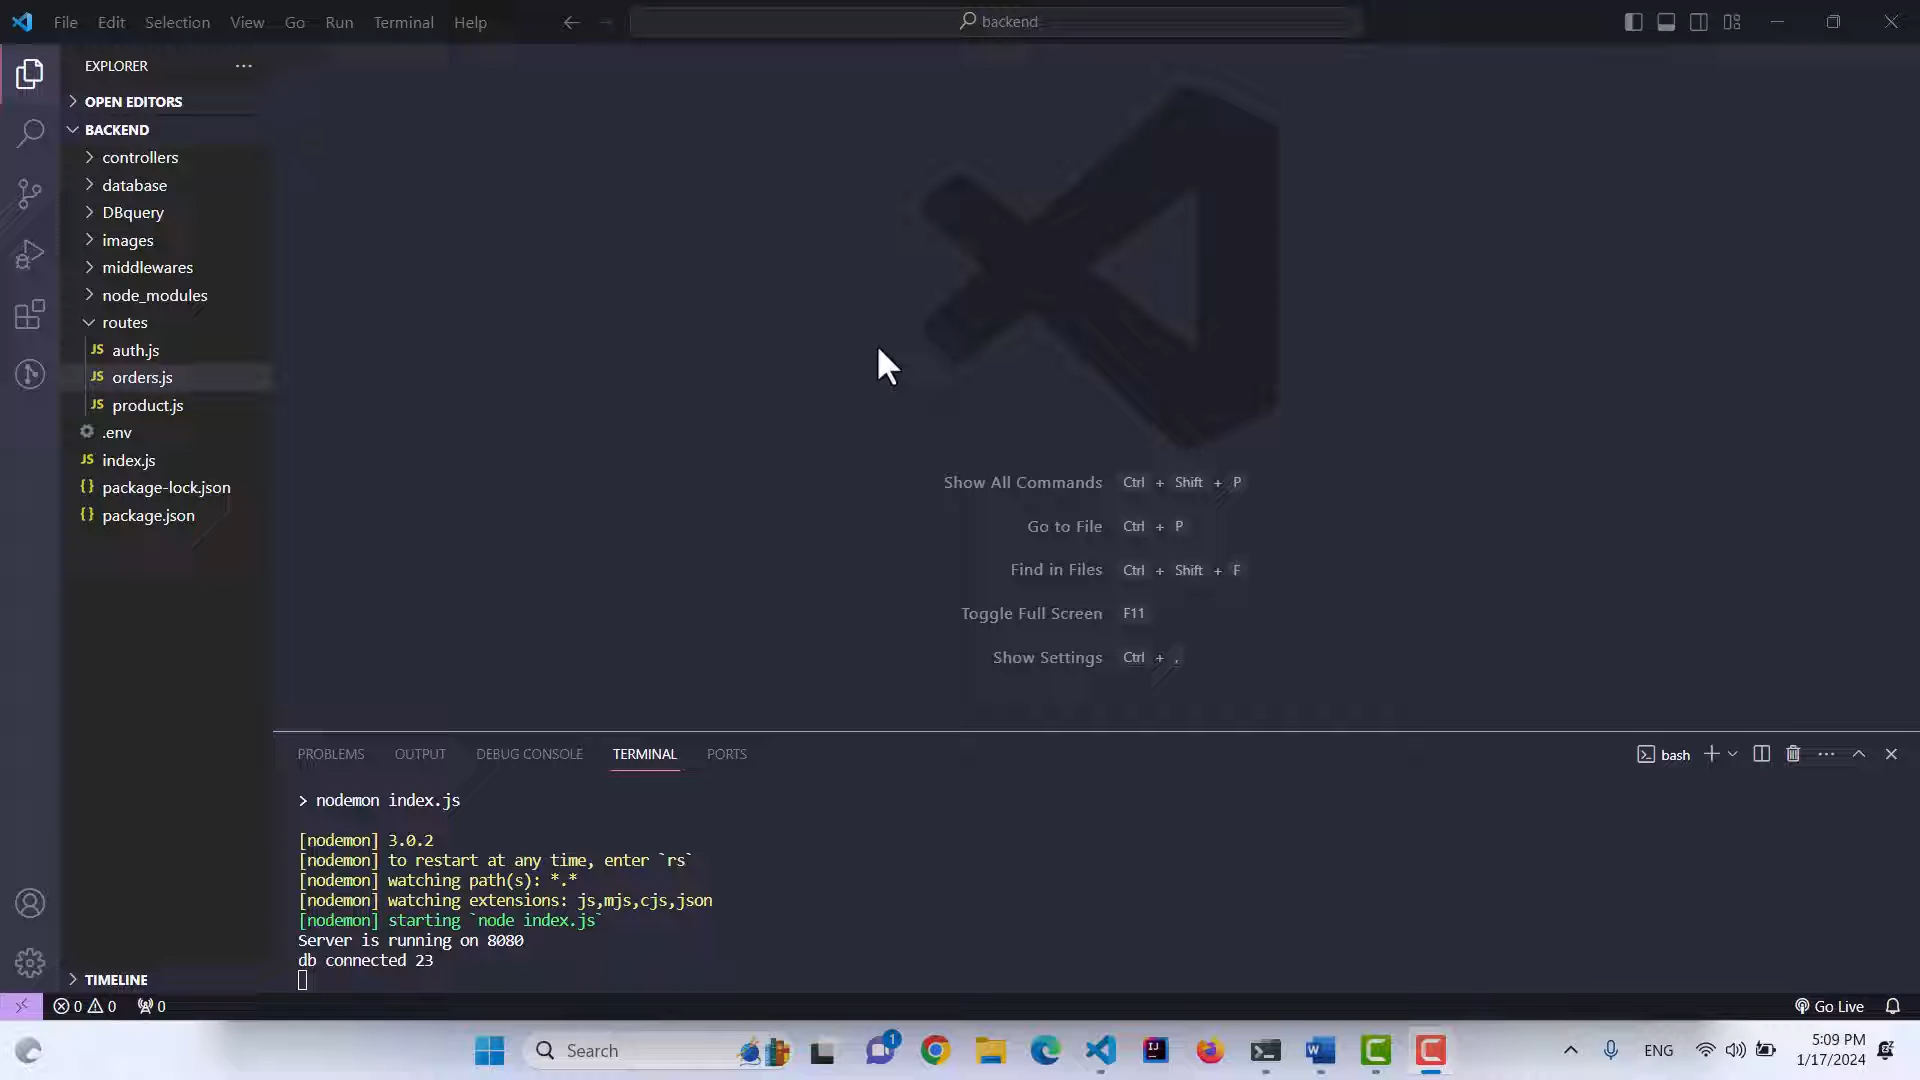 File Edit Selection View Go Run Terminal Help
backend
EXPLORER
OPEN EDITORS
BACKEND
controllers
database
DBquery
images
middlewares
node_modules
routes
JS auth.js
JS orders.js
JS product.js
.env
JS index.js
{} package-lock.json
{} package.json
TIMELINE
Show All Commands Ctrl + Shift + P
Go to File Ctrl + P
Find in Files Ctrl + Shift + F
Toggle Full Screen F11
Show Settings Ctrl + ,
PROBLEMS OUTPUT DEBUG CONSOLE TERMINAL PORTS
bash
> nodemon index.js
[nodemon] 3.0.2
[nodemon] to restart at any time, enter `rs`
[nodemon] watching path(s): *.*
[nodemon] watching extensions: js,mjs,cjs,json
[nodemon] starting `node index.js`
Server is running on 8080
db connected 23
0 0 0
Go Live
Search
1
IJ
W
ENG
5:09 PM
1/17/2024